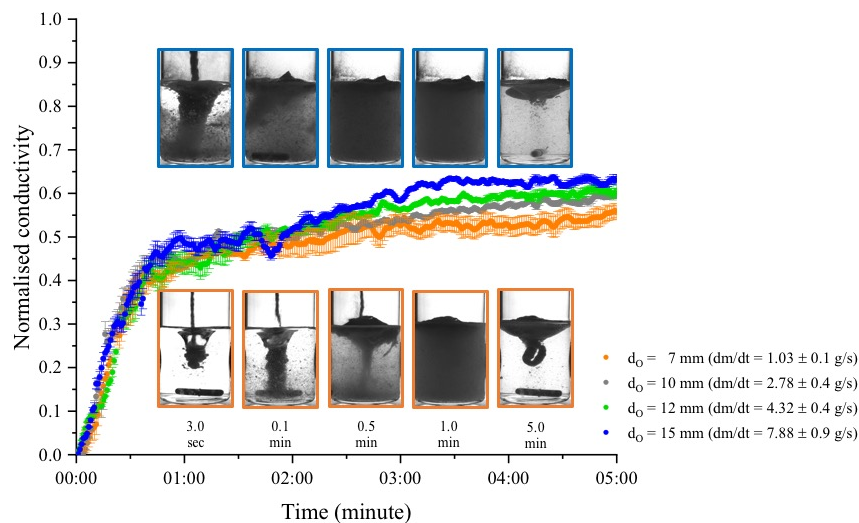 1.0
0.9
0.8
0.7
0.6
0.5
0.4
0.3
0.2
0.1
0.0
Normalised conductivity
3.0 sec
0.1 min
0.5 min
1.0 min
5.0 min
00:00 01:00 02:00 03:00 04:00 05:00
Time (minute)
dO = 7 mm (dm/dt = 1.03 ± 0.1 g/s)
dO = 10 mm (dm/dt = 2.78 ± 0.4 g/s)
dO = 12 mm (dm/dt = 4.32 ± 0.4 g/s)
dO = 15 mm (dm/dt = 7.88 ± 0.9 g/s)